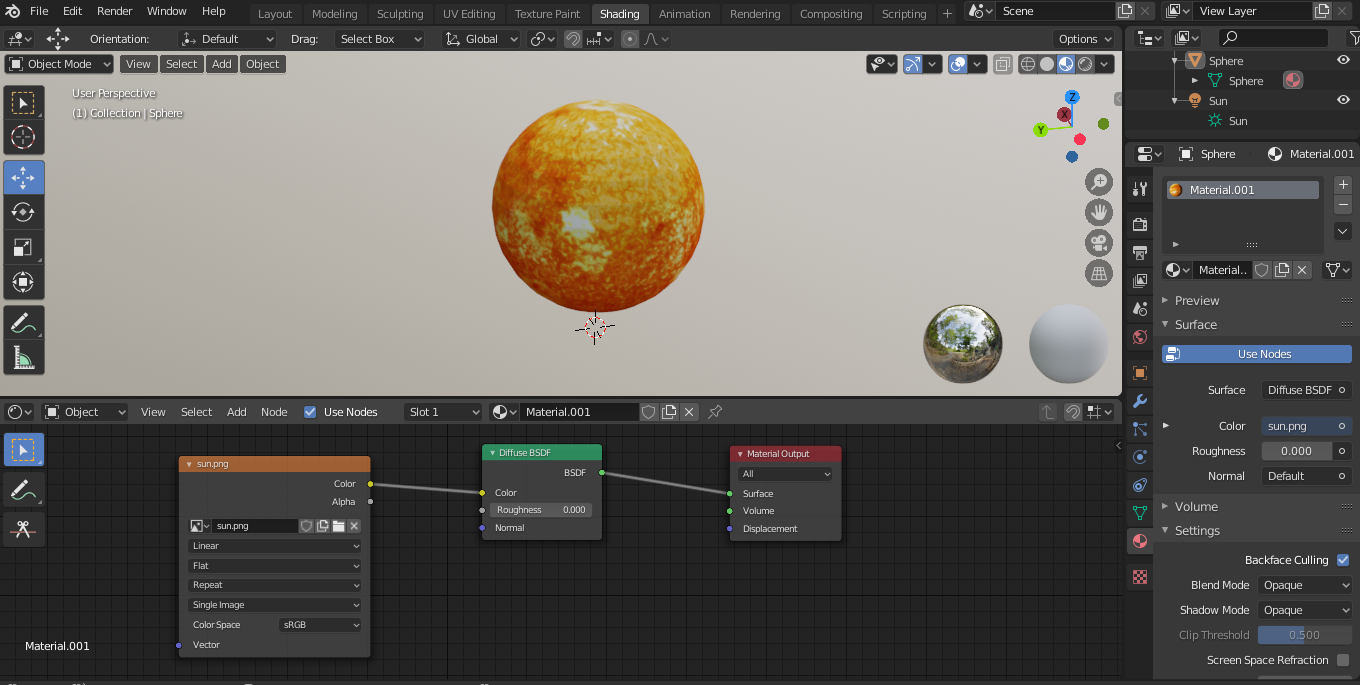 File Edit Render Window Help Layout Modeling Sculpting UV Editing Texture Paint Shading Animation Rendering Compositing Scripting + Scene View Layer
Orientation: Default Drag: Select Box Global Options
Object Mode View Select Add Object
User Perspective
(1) Collection | Sphere
Z
X
Y
Sphere
Sphere
Sun
Sun
Sphere Material.001
Material.001
Material..
Preview
Surface
Use Nodes
Surface Diffuse BSDF
Color sun.png
Roughness 0.000
Normal Default
Volume
Settings
Backface Culling
Blend Mode Opaque
Shadow Mode Opaque
Clip Threshold 0.500
Screen Space Refraction
Object View Select Add Node Use Nodes Slot 1 Material.001
sun.png
Color
Alpha
sun.png
Linear
Flat
Repeat
Single Image
Color Space sRGB
Vector
Diffuse BSDF
BSDF
Color
Roughness 0.000
Normal
Material Output
All
Surface
Volume
Displacement
Material.001